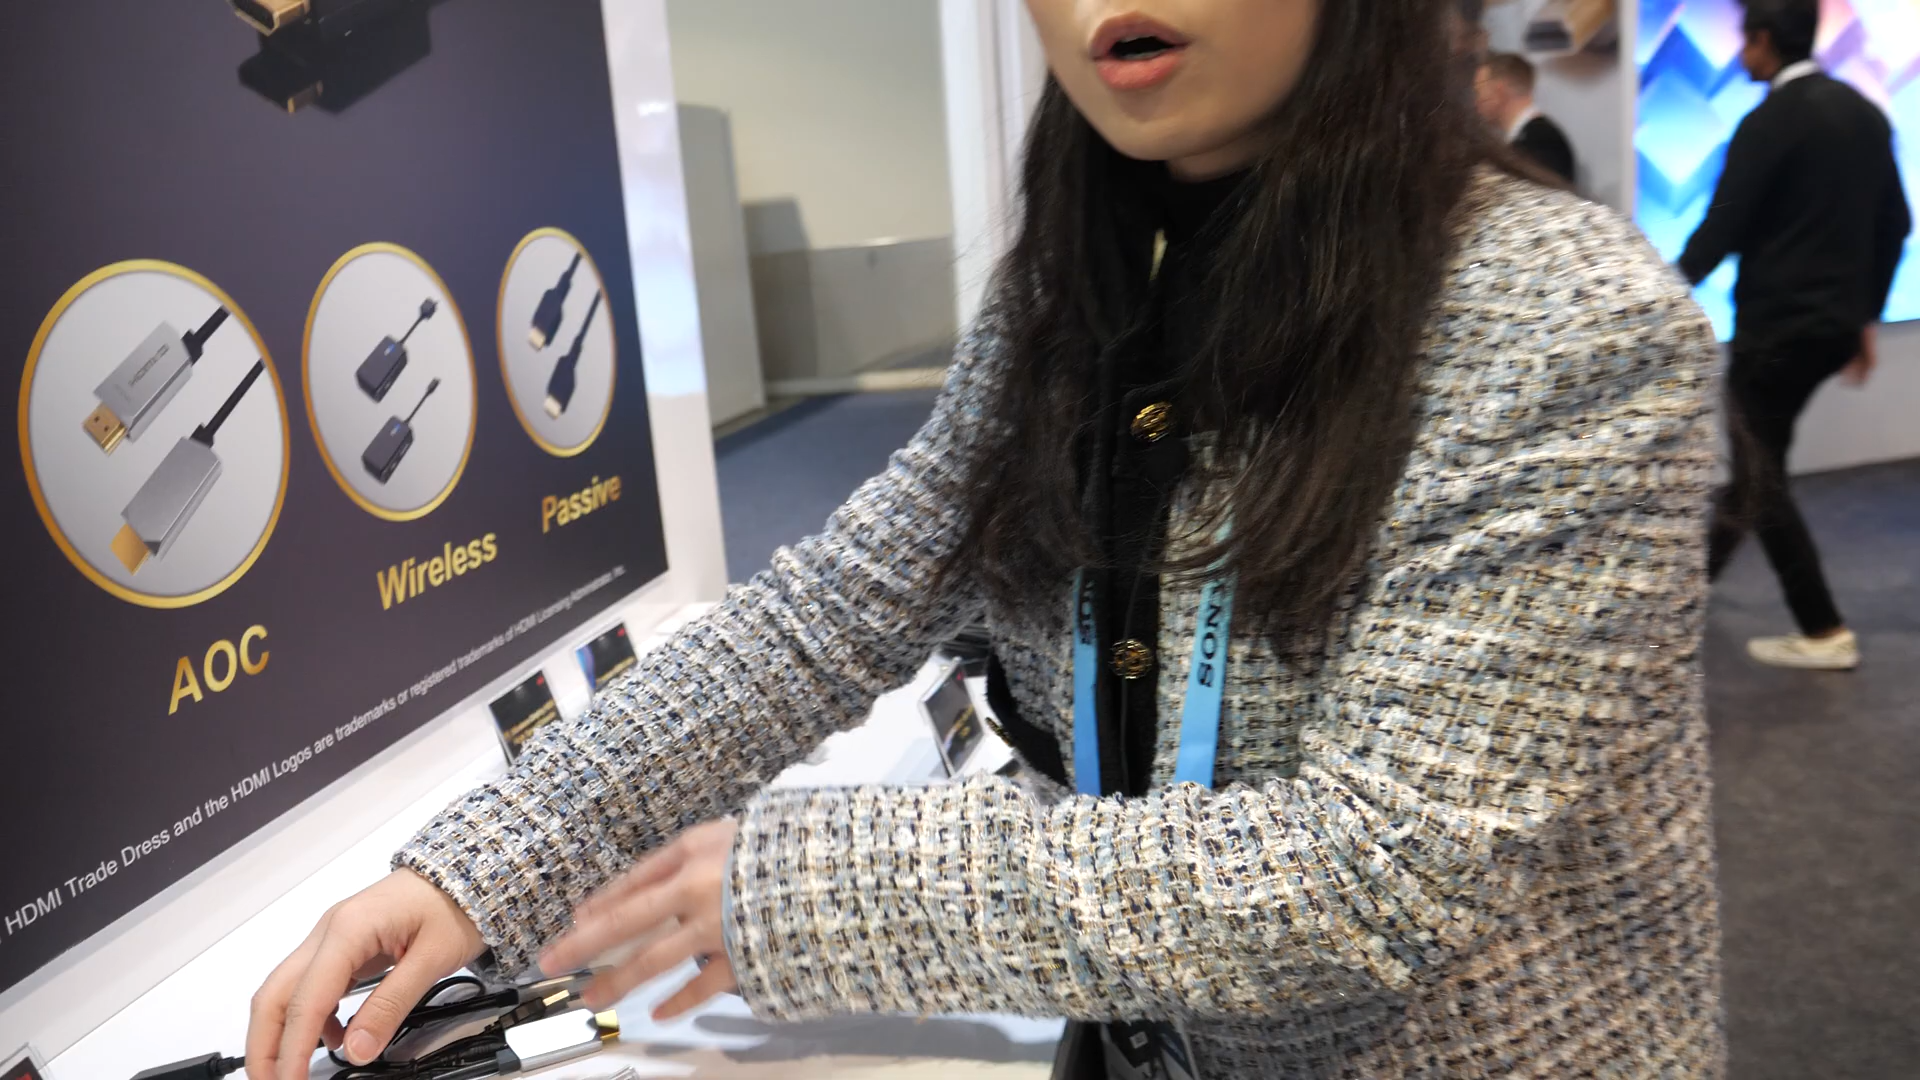 AOC
Wireless
Passive
HDMI Trade Dress and the HDMI Logos are trademarks or registered trademarks of HDMI Licensing Administrator, Inc.
SONY